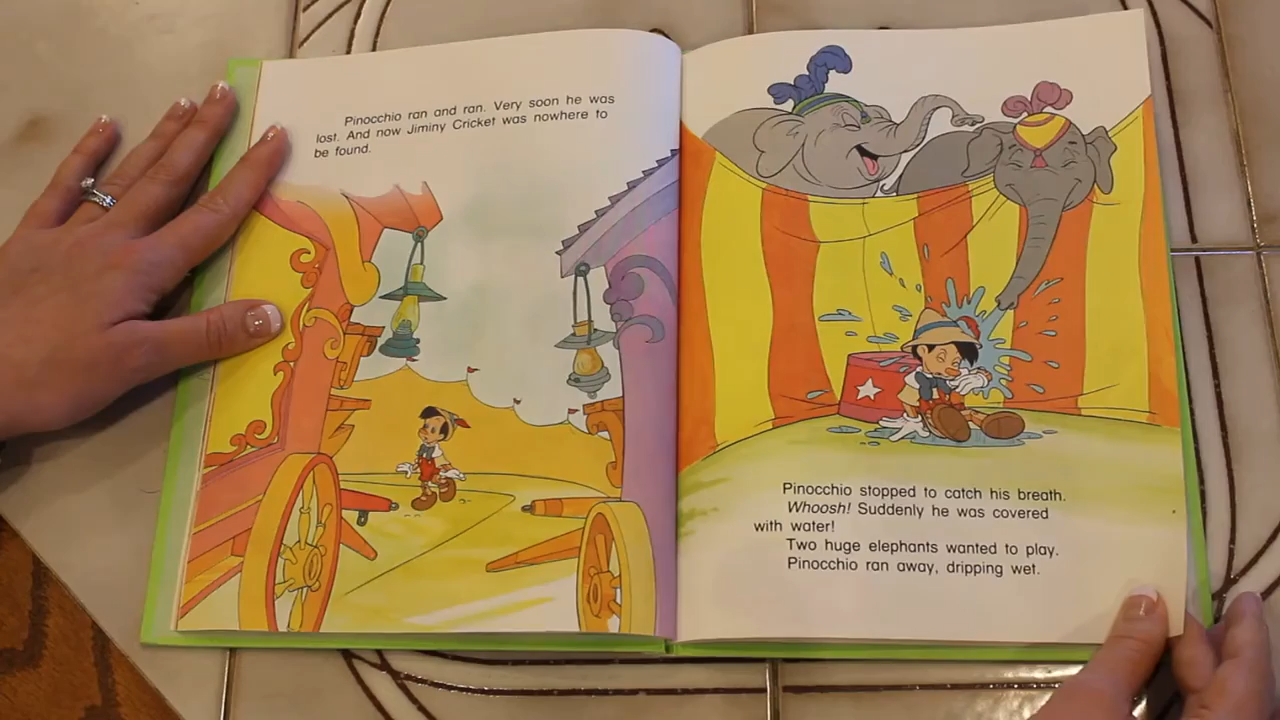 Pinocchio ran and ran. Very soon he was
lost. And now Jiminy Cricket was nowhere to
be found.
Pinocchio stopped to catch his breath.
Whoosh! Suddenly he was covered
with water!
Two huge elephants wanted to play.
Pinocchio ran away, dripping wet.